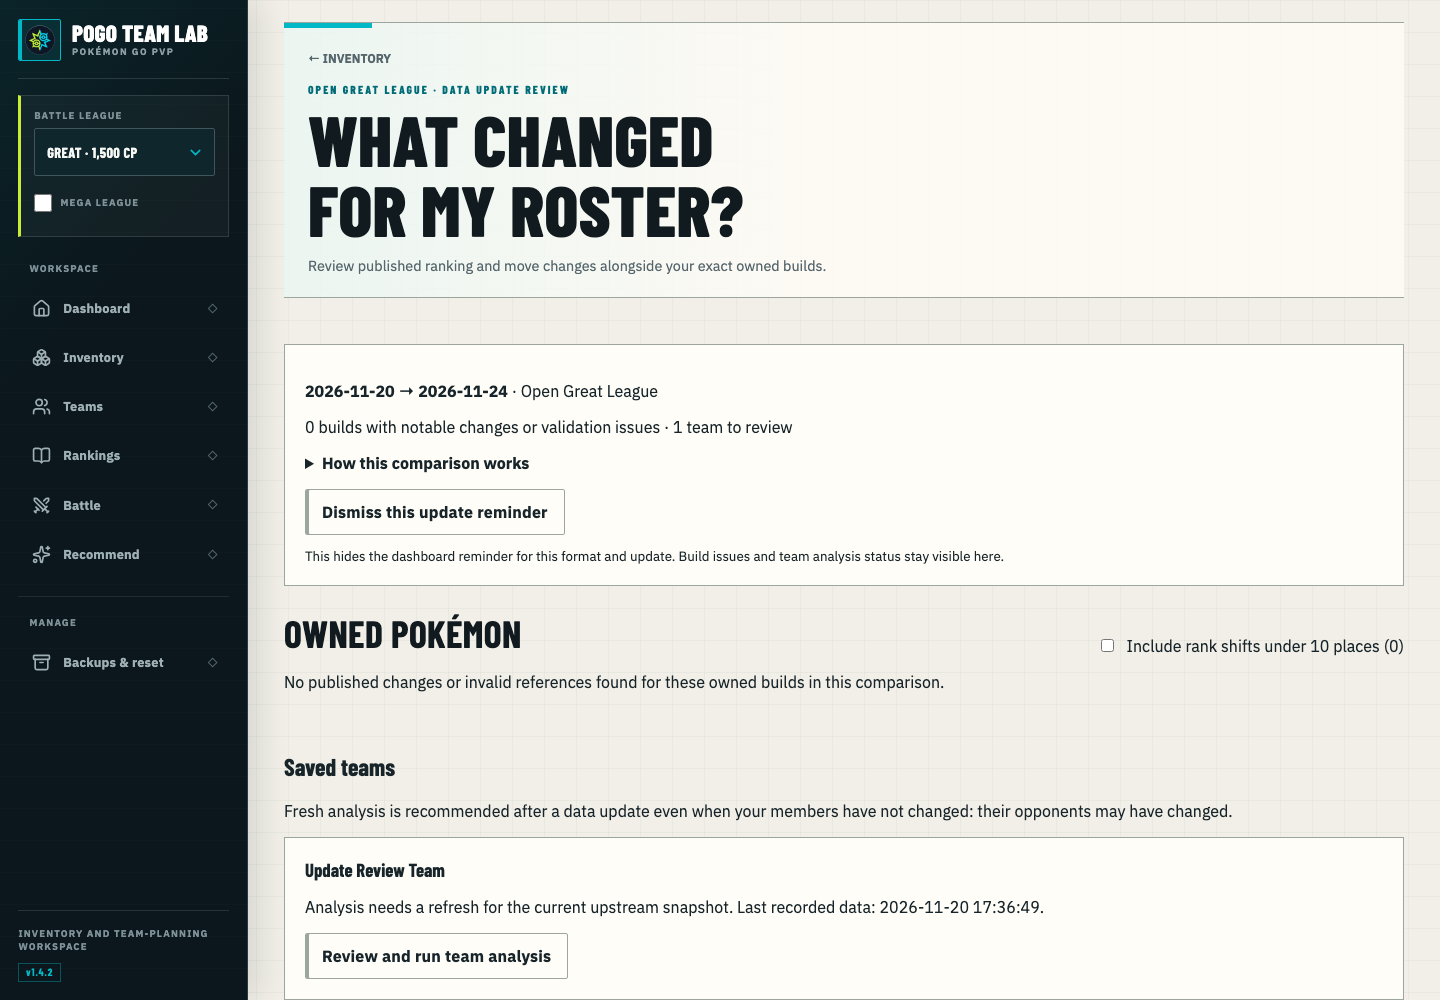 POGO TEAM LAB
POKÉMON GO PVP
BATTLE LEAGUE
GREAT · 1,500 CP
MEGA LEAGUE
WORKSPACE
Dashboard
Inventory
Teams
Rankings
Battle
Recommend
MANAGE
Backups & reset
INVENTORY AND TEAM-PLANNING
WORKSPACE
v1.4.2
← INVENTORY
OPEN GREAT LEAGUE · DATA UPDATE REVIEW
WHAT CHANGED
FOR MY ROSTER?
Review published ranking and move changes alongside your exact owned builds.
2026-11-20 → 2026-11-24 · Open Great League
0 builds with notable changes or validation issues · 1 team to review
How this comparison works
Dismiss this update reminder
This hides the dashboard reminder for this format and update. Build issues and team analysis status stay visible here.
OWNED POKÉMON
Include rank shifts under 10 places (0)
No published changes or invalid references found for these owned builds in this comparison.
Saved teams
Fresh analysis is recommended after a data update even when your members have not changed: their opponents may have changed.
Update Review Team
Analysis needs a refresh for the current upstream snapshot. Last recorded data: 2026-11-20 17:36:49.
Review and run team analysis